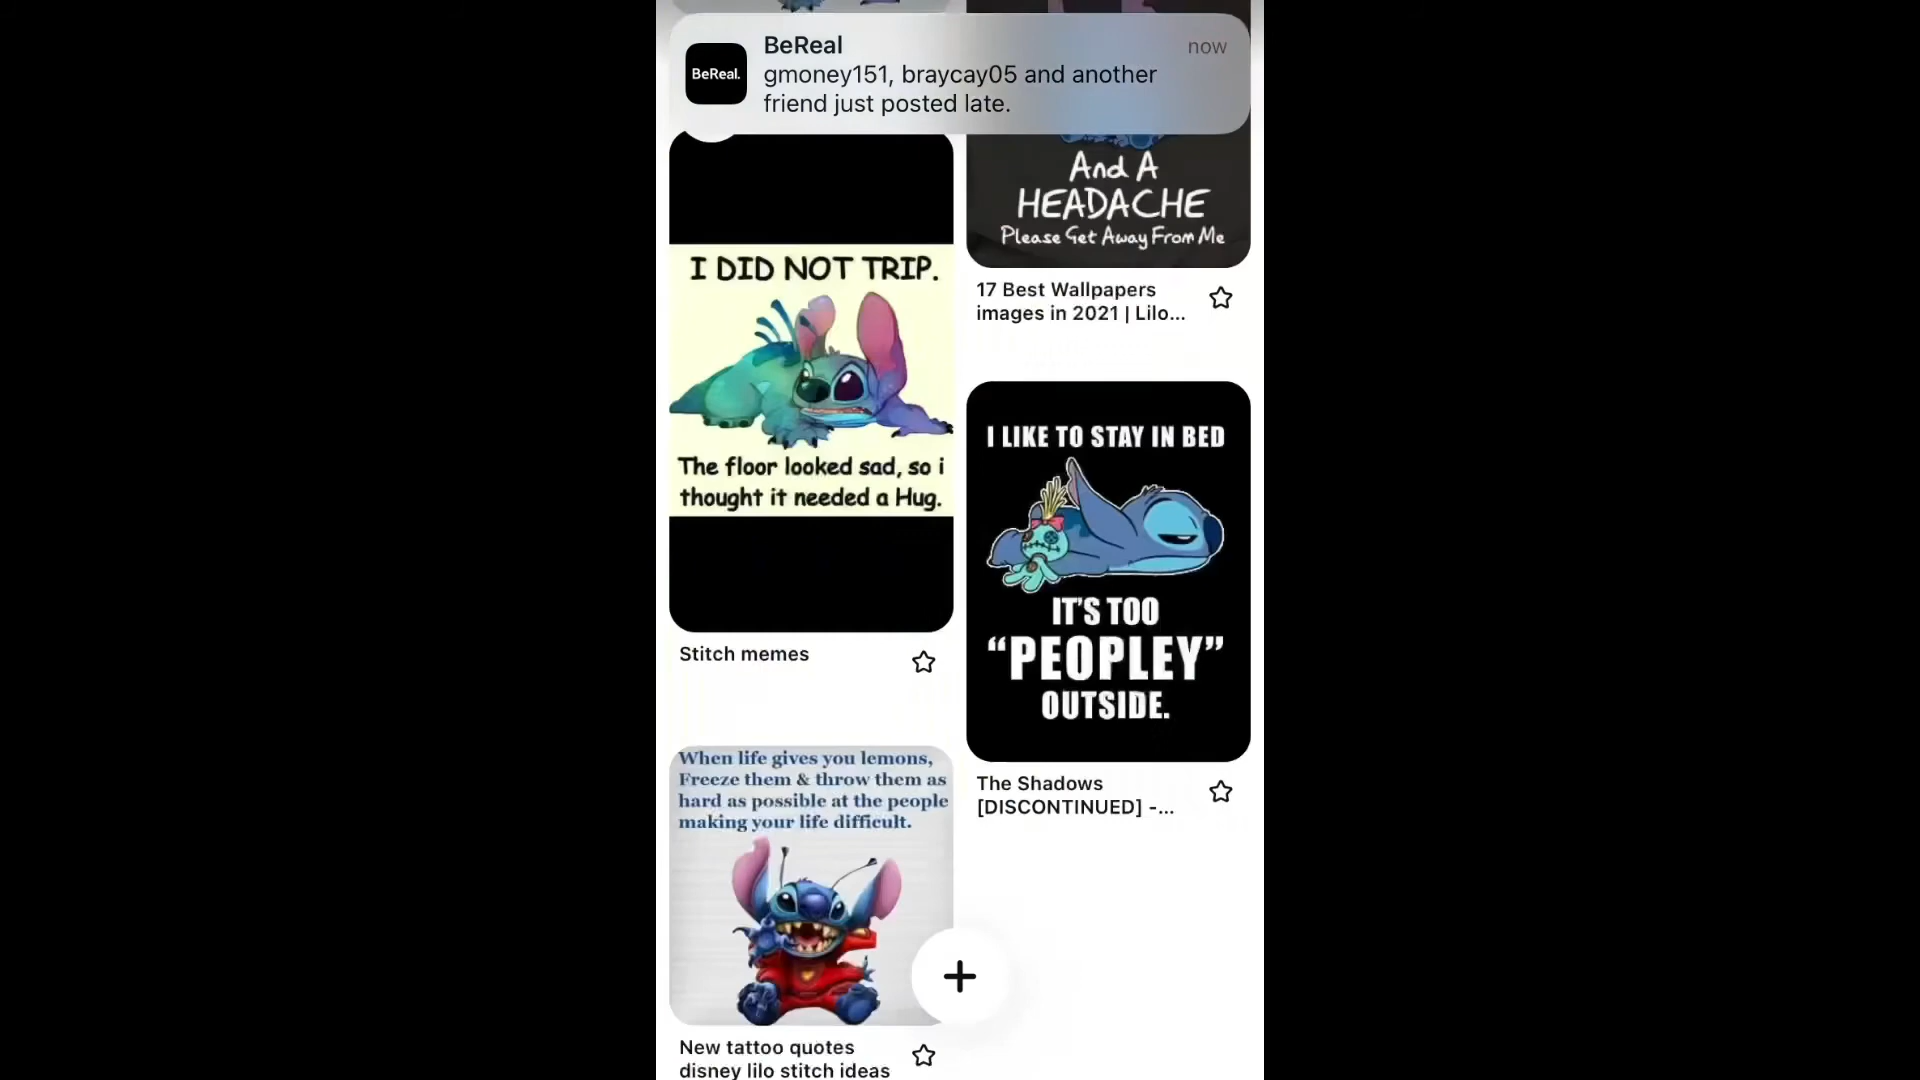 BeReal
now
BeReal.
gmoney151, braycay05 and another
friend just posted late.
I DID NOT TRIP.
The floor looked sad, so i
thought it needed a Hug.
Stitch memes
When life gives you lemons,
Freeze them & throw them as
hard as possible at the people
making your life difficult.
New tattoo quotes
disney lilo stitch ideas
And A
HEADACHE
Please Get Away From Me
17 Best Wallpapers
images in 2021 | Lilo...
I LIKE TO STAY IN BED
IT'S TOO
“PEOPLEY”
OUTSIDE.
The Shadows
[DISCONTINUED] -...